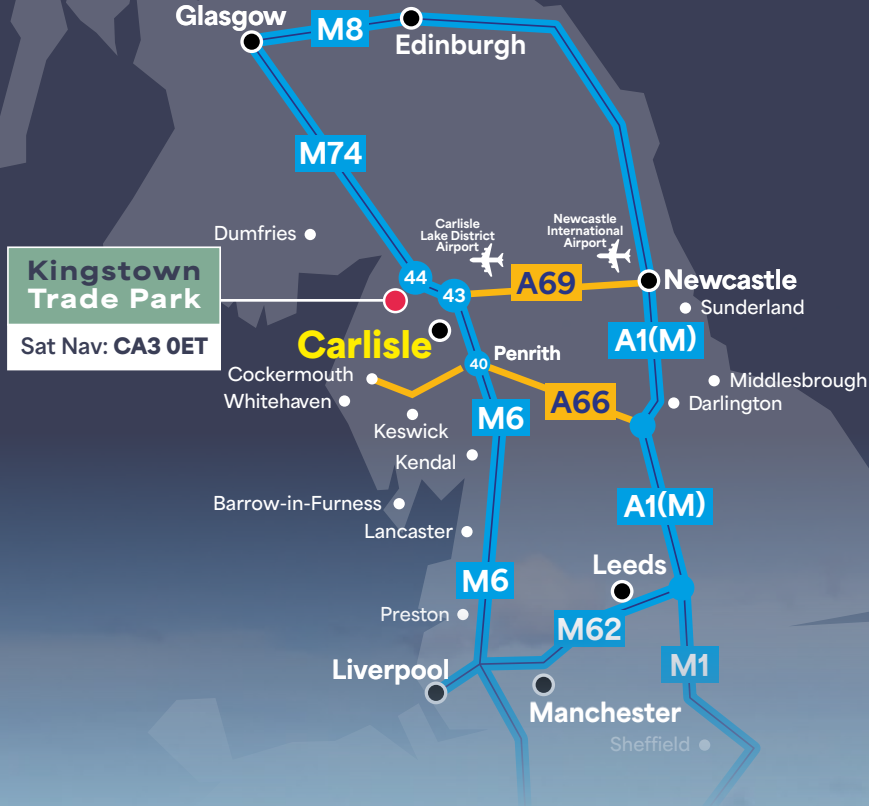 Glasgow
M8
Edinburgh
M74
Dumfries
Carlisle
Lake District
Airport
Newcastle
International
Airport
Kingstown
Trade Park
Sat Nav: CA3 0ET
44
43
A69
Newcastle
Sunderland
Carlisle
A1(M)
Penrith
40
Cockermouth
Whitehaven
Keswick
Middlesbrough
Darlington
A66
M6
Kendal
Barrow-in-Furness
A1(M)
Lancaster
Leeds
M6
Preston
M62
Liverpool
M1
Manchester
Sheffield